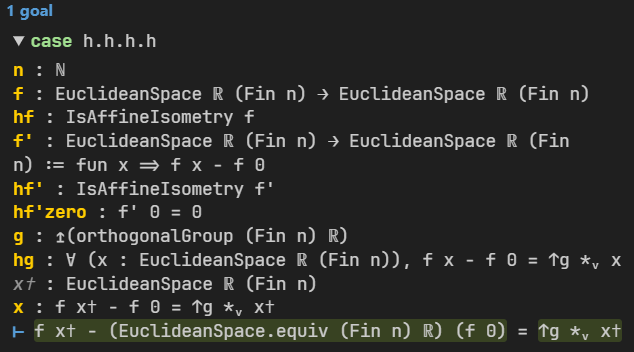 1 goal
▼ case h.h.h.h
n : ℕ
f : EuclideanSpace ℝ (Fin n) → EuclideanSpace ℝ (Fin n)
hf : IsAffineIsometry f
f' : EuclideanSpace ℝ (Fin n) → EuclideanSpace ℝ (Fin
n) := fun x ⇒ f x - f 0
hf' : IsAffineIsometry f'
hf'zero : f' 0 = 0
g : ↥(orthogonalGroup (Fin n) ℝ)
hg : ∀ (x : EuclideanSpace ℝ (Fin n)), f x - f 0 = ↑g *ᵥ x
x† : EuclideanSpace ℝ (Fin n)
x : f x† - f 0 = ↑g *ᵥ x†
⊢ f x† - (EuclideanSpace.equiv (Fin n) ℝ) (f 0) = ↑g *ᵥ x†